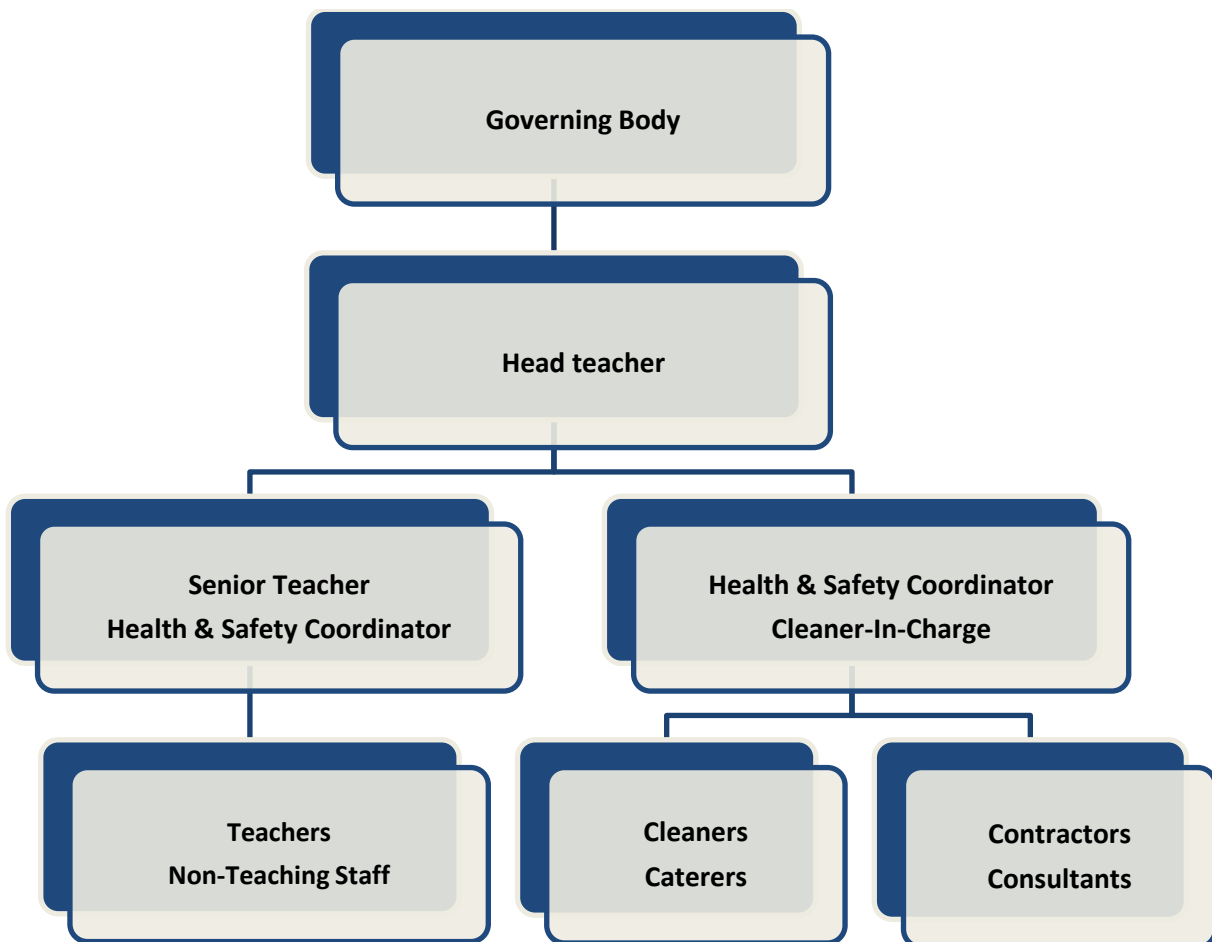 Governing Body
Head teacher
Senior Teacher
Health & Safety Coordinator
Health & Safety Coordinator
Cleaner-In-Charge
Teachers
Non-Teaching Staff
Cleaners
Caterers
Contractors
Consultants